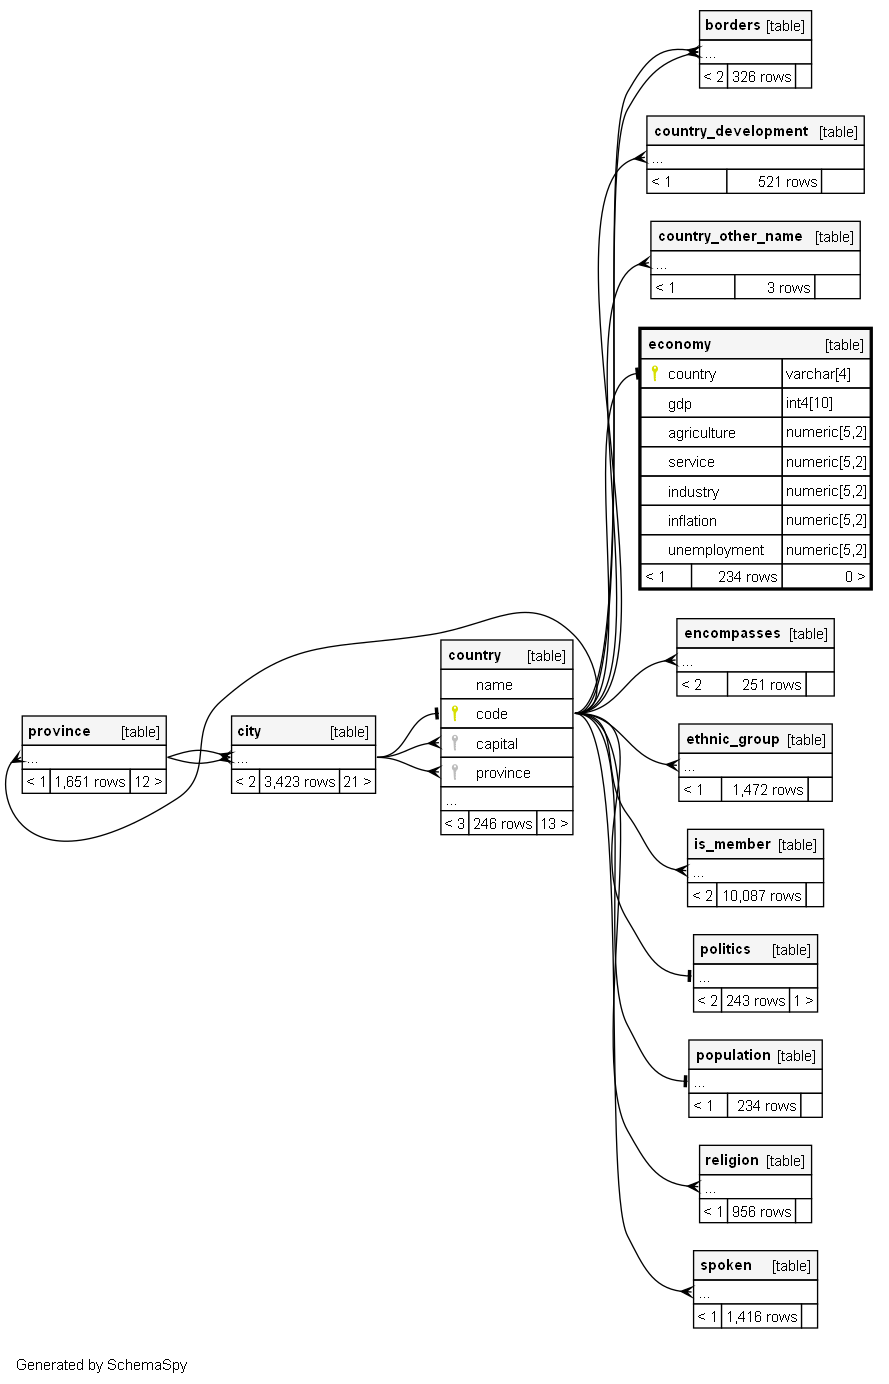 borders [table]
...
< 2 326 rows
country_development [table]
...
< 1 521 rows
country_other_name [table]
...
< 1 3 rows
economy [table]
country varchar[4]
gdp int4[10]
agriculture numeric[5,2]
service numeric[5,2]
industry numeric[5,2]
inflation numeric[5,2]
unemployment numeric[5,2]
< 1 234 rows 0 >
province [table]
...
< 1 1,651 rows 12 >
city [table]
...
< 2 3,423 rows 21 >
country [table]
name
code
capital
province
...
< 3 246 rows 13 >
encompasses [table]
...
< 2 251 rows
ethnic_group [table]
...
< 1 1,472 rows
is_member [table]
...
< 2 10,087 rows
politics [table]
...
< 2 243 rows 1 >
population [table]
...
< 1 234 rows
religion [table]
...
< 1 956 rows
spoken [table]
...
< 1 1,416 rows
Generated by SchemaSpy